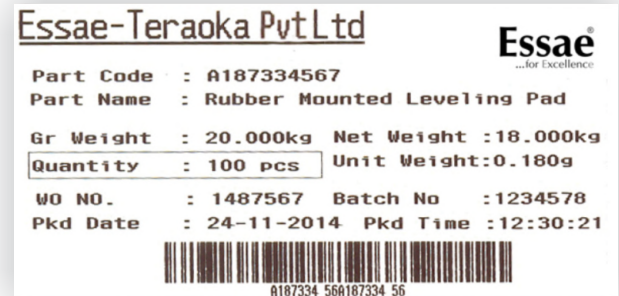 Essae-Teraoka PvtLtd
Essae
...for Excellence
Part Code : A187334567
Part Name : Rubber Mounted Leveling Pad
Gr Weight : 20.000kg Net Weight :18.000kg
Quantity : 100 pcs Unit Weight:0.180g
WO NO. : 1487567 Batch No :1234578
Pkd Date : 24-11-2014 Pkd Time :12:30:21
A187334 56A187334 56